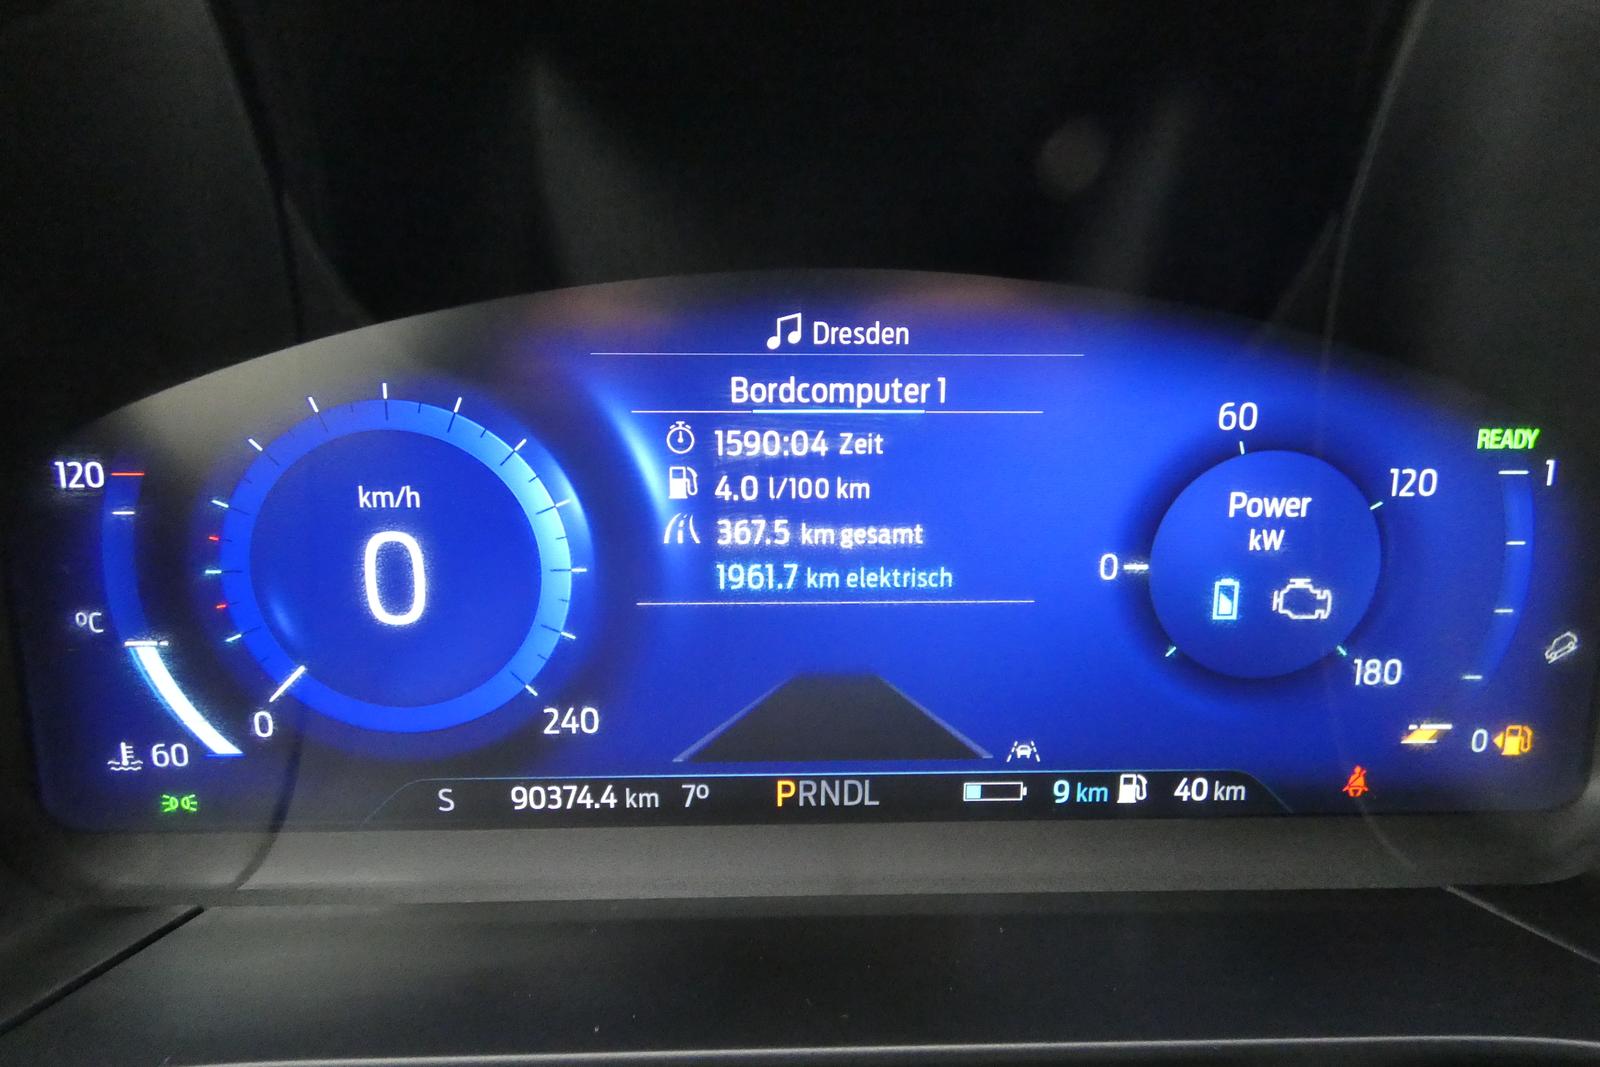 Dresden
Bordcomputer 1
1590:04 Zeit
4.0 l/100 km
367.5 km gesamt
1961.7 km elektrisch
120
°C
60
km/h
0
0
240
60
120
0
180
Power
kW
READY
1
0
S
90374.4 km
7°
PRNDL
9 km
40 km